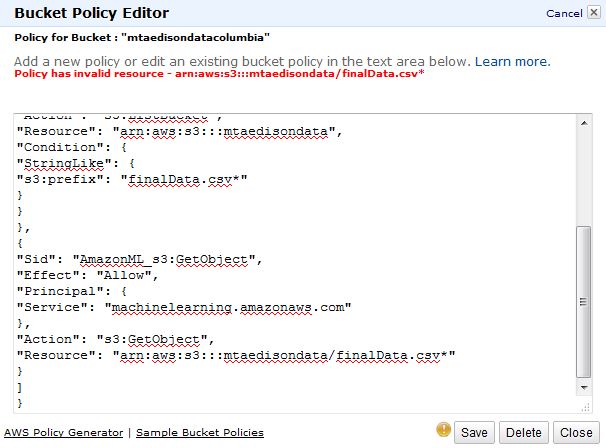 Bucket Policy Editor
Cancel
Policy for Bucket : "mtaedisondatacolumbia"
Add a new policy or edit an existing bucket policy in the text area below. Learn more.
Policy has invalid resource - arn:aws:s3:::mtaedisondata/finalData.csv*
"Action": "s3:ListBucket",
"Resource": "arn:aws:s3:::mtaedisondata",
"Condition": {
"StringLike": {
"s3:prefix": "finalData.csv*"
}
}
},
{
"Sid": "AmazonML_s3:GetObject",
"Effect": "Allow",
"Principal": {
"Service": "machinelearning.amazonaws.com"
},
"Action": "s3:GetObject",
"Resource": "arn:aws:s3:::mtaedisondata/finalData.csv*"
}
]
}
AWS Policy Generator | Sample Bucket Policies
Save
Delete
Close